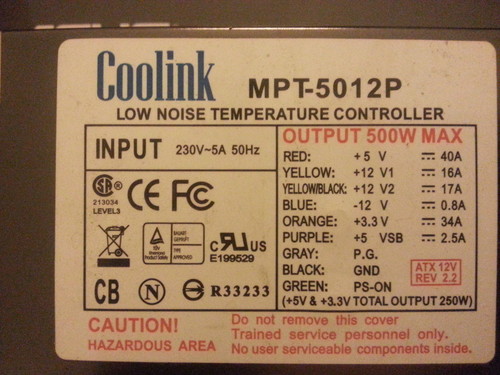 Coolink MPT-5012P
LOW NOISE TEMPERATURE CONTROLLER
INPUT 230V~5A 50Hz
OUTPUT 500W MAX
RED: +5 V 40A
YELLOW: +12 V1 16A
YELLOW/BLACK: +12 V2 17A
BLUE: -12 V 0.8A
ORANGE: +3.3 V 34A
PURPLE: +5 VSB 2.5A
GRAY: P.G.
BLACK: GND
GREEN: PS-ON
(+5V & +3.3V TOTAL OUTPUT 250W)
ATX 12V
REV 2.2
SR ®
213034
LEVEL3
CE FC
C RU US
E199529
CB N R33233
CAUTION!
HAZARDOUS AREA
Do not remove this cover
Trained service personnel only.
No user serviceable components inside.